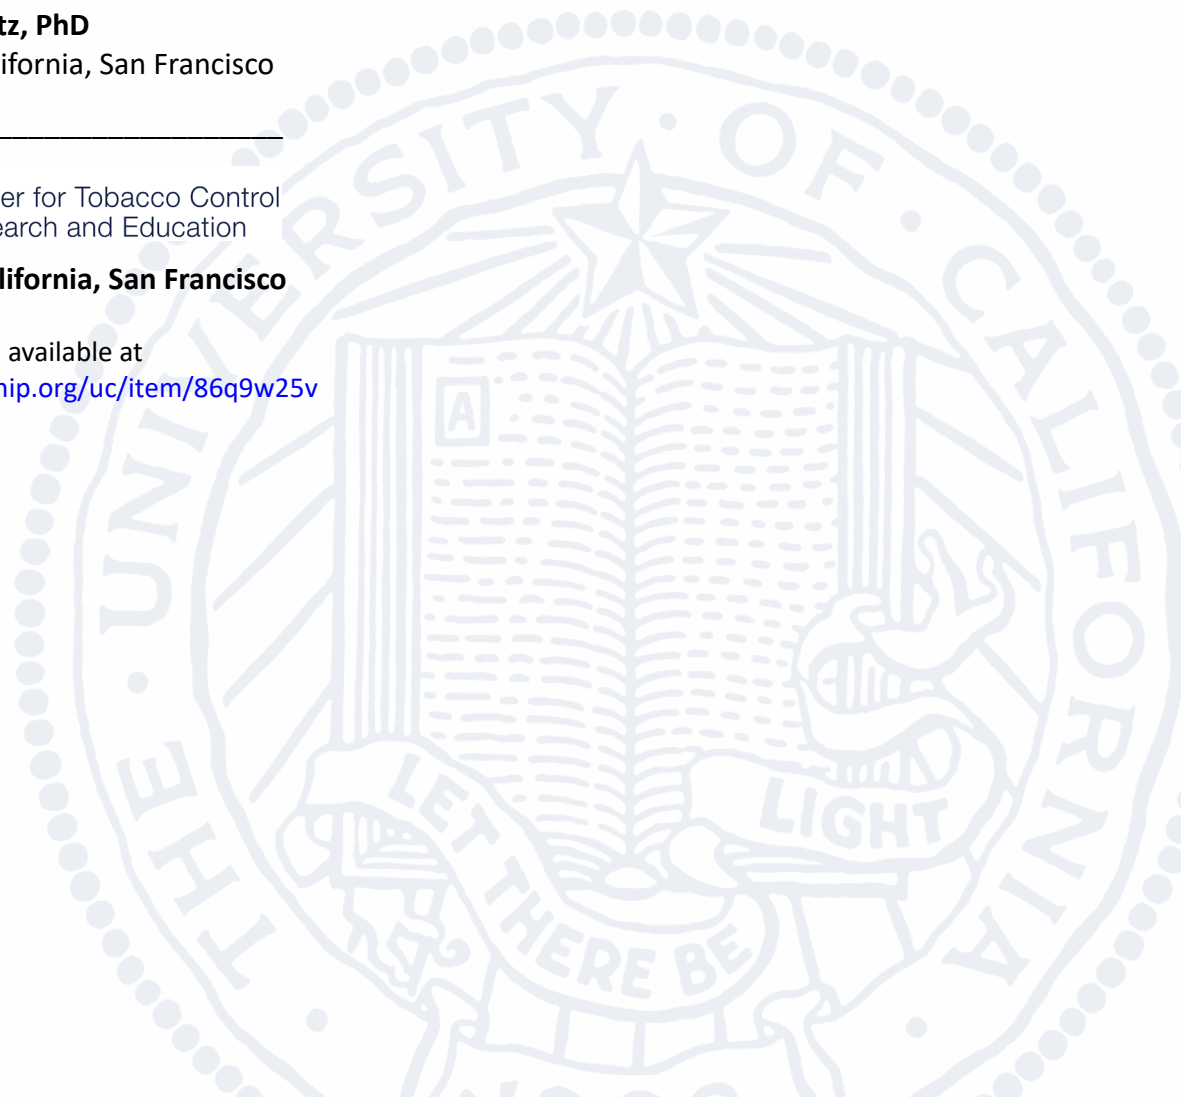 tz, PhD
ifornia, San Francisco
er for Tobacco Control
earch and Education
lifornia, San Francisco
available at
hip.org/uc/item/86q9w25v
THE · UNIVERSITY · OF · CALIFORNIA ·
A
LET THERE BE
LIGHT